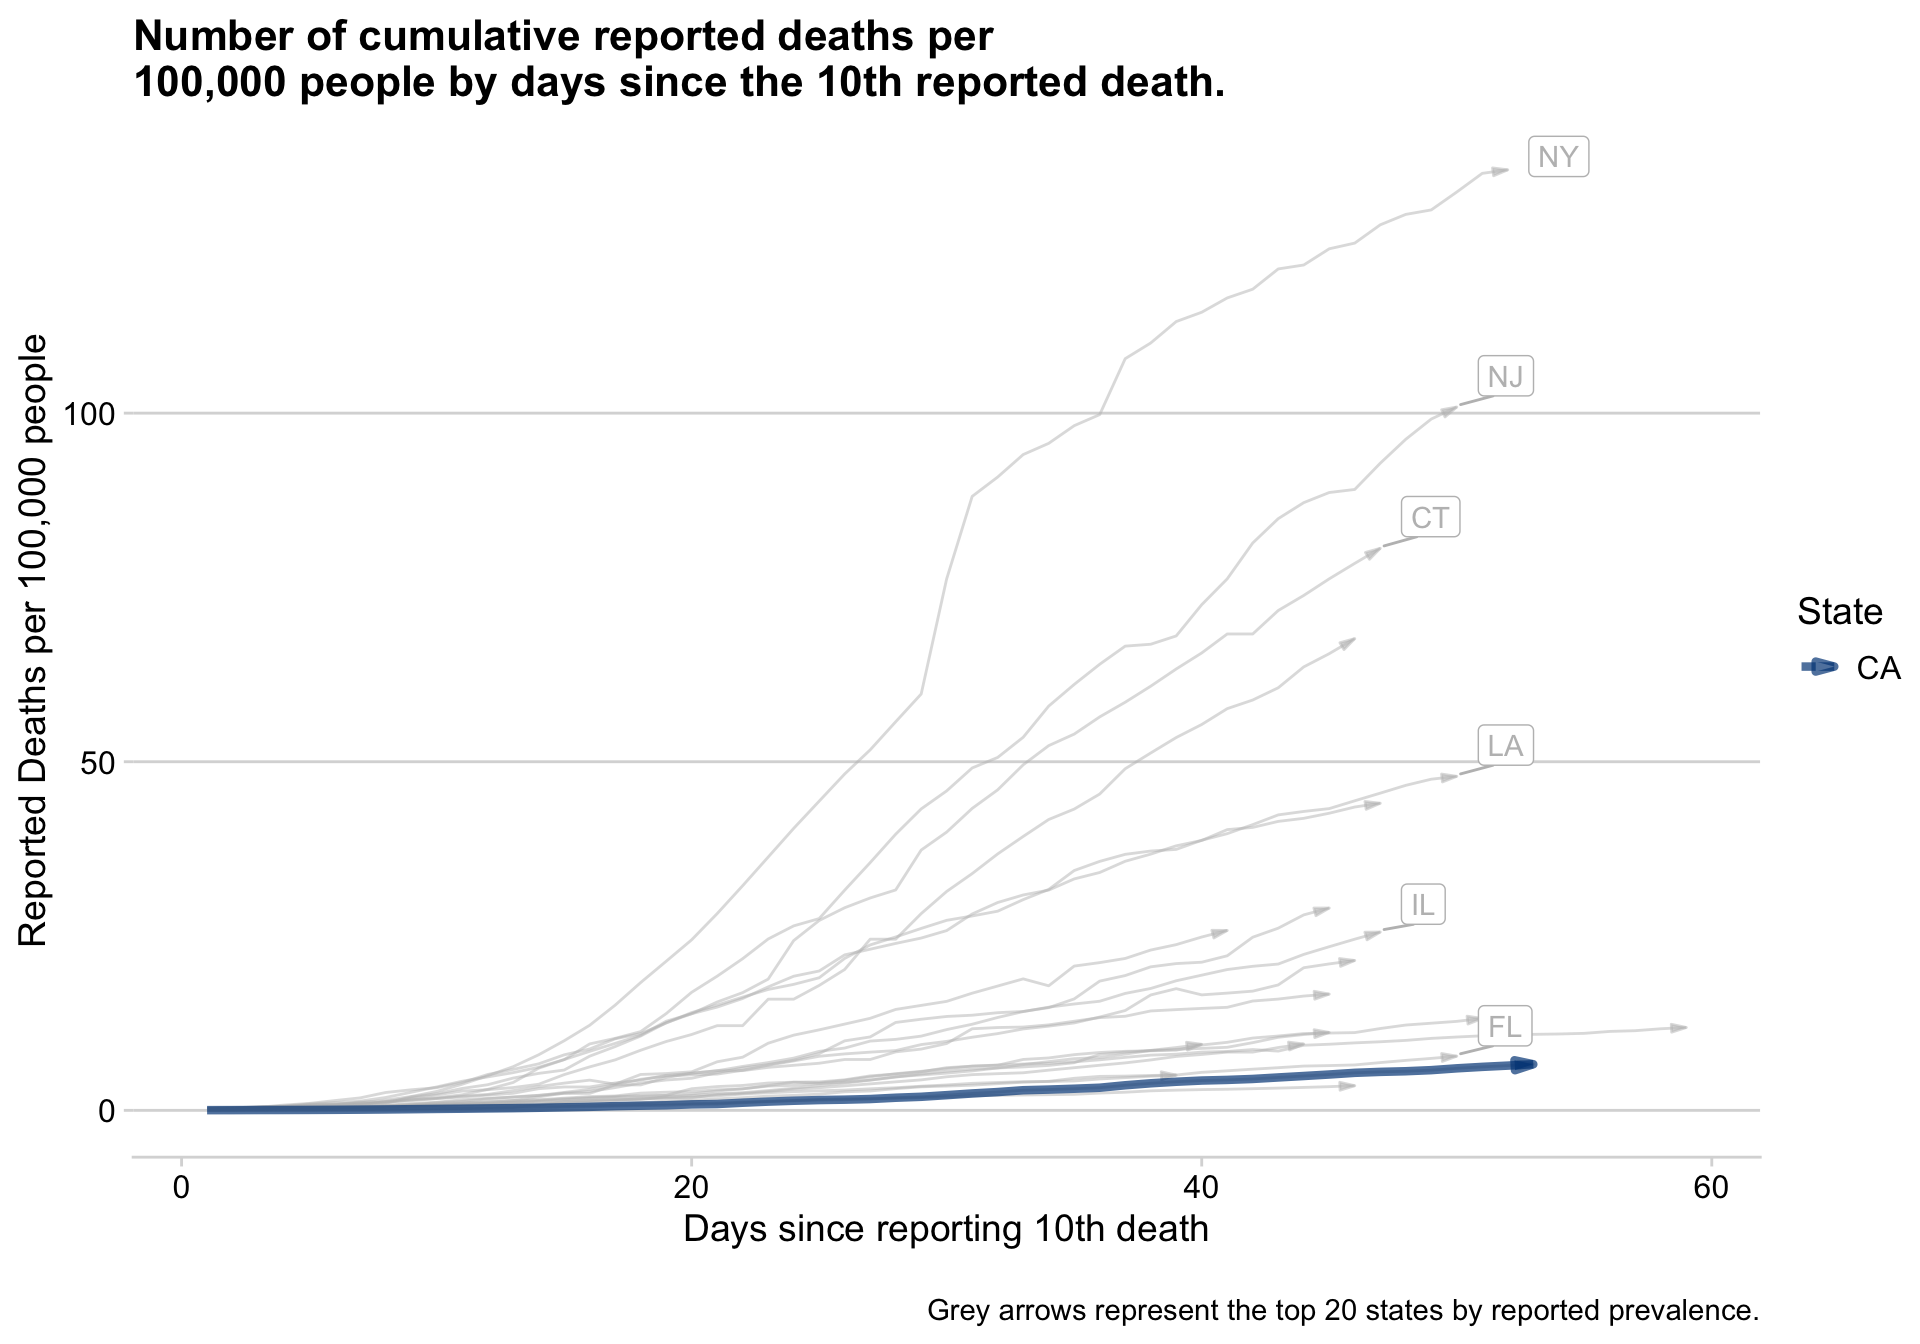 Number of cumulative reported deaths per
100,000 people by days since the 10th reported death.
Reported Deaths per 100,000 people
100
50
0
NY
NJ
CT
LA
IL
FL
State
CA
0
20
40
60
Days since reporting 10th death
Grey arrows represent the top 20 states by reported prevalence.